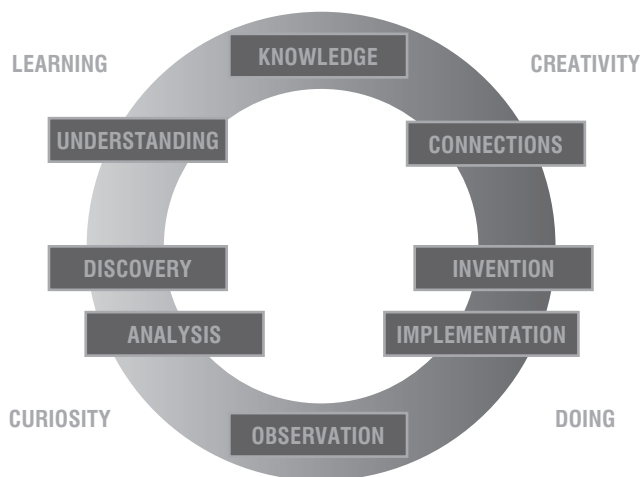 KNOWLEDGE
LEARNING
CREATIVITY
UNDERSTANDING
CONNECTIONS
DISCOVERY
INVENTION
ANALYSIS
IMPLEMENTATION
CURIOSITY
DOING
OBSERVATION